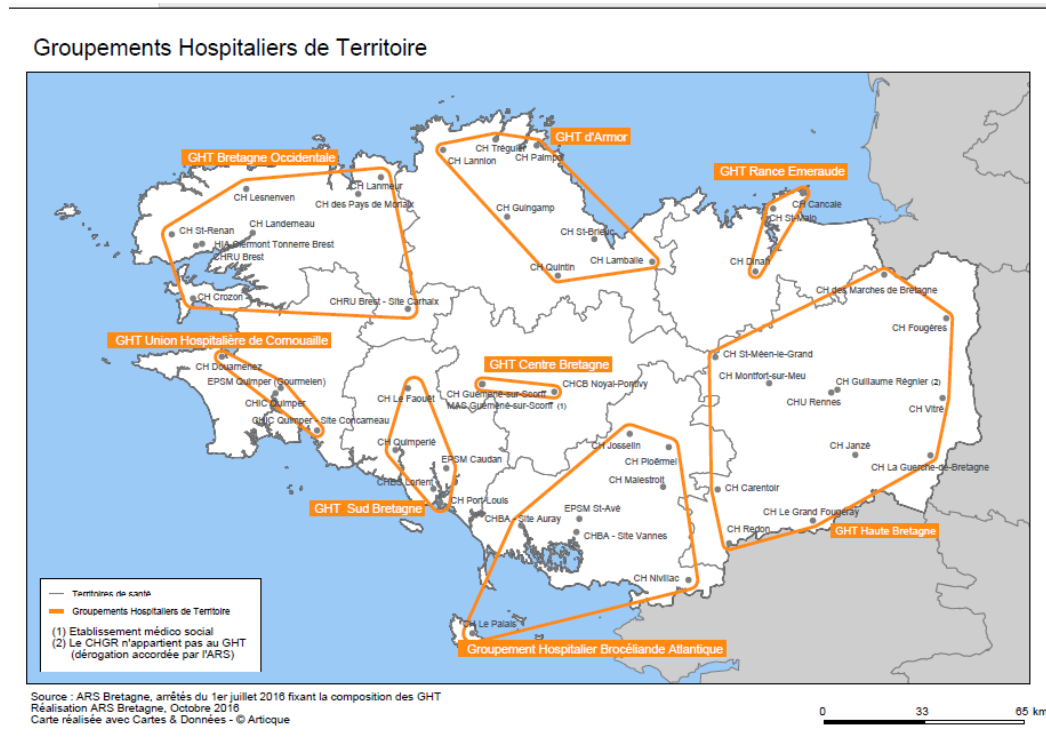 Groupements Hospitaliers de Territoire
GHT d'Armor
CH Tréguier
CH Lannion
CH Paimpol
GHT Bretagne Occidentale
GHT Rance Emeraude
CH Lanmeur
CH Lesnenven
CH des Pays de Morlaix
CH Cancale
CH St-Malo
CH Guingamp
CH Landerneau
CH St-Renan
CH St-Brieuc
HIA Clermont Tonnerre Brest
CHRU Brest
CH Lamballe
CH Dinan
CH Quintin
CH des Marches de Bretagne
CH Crozon
CHRU Brest - Site Carhaix
CH Fougères
GHT Union Hospitalière de Cornouaille
CH St-Méen-le-Grand
GHT Centre Bretagne
CH Douarnenez
EPSM Quimper (Gourmelen)
CH Montfort-sur-Meu
CH Guillaume Régnier (2)
CHCB Noyal-Pontivy
CH Guémené-sur-Scorff
CH Le Faouët
CHU Rennes
CHIC Quimper
MAS Guémené-sur-Scorff (1)
CH Vitré
CHIC Quimper - Site Concarneau
CH Quimperlé
CH Josselin
CH Janzé
EPSM Caudan
CH Ploërmel
CH La Guerche-de-Bretagne
CHBS Lorient
CH Malestroit
CH Carentoir
CH Port-Louis
GHT Sud Bretagne
EPSM St-Avé
CH Le Grand Fougeray
CHBA - Site Auray
CH Redon
GHT Haute Bretagne
CHBA - Site Vannes
CH Nivillac
Territoires de santé
Groupements Hospitaliers de Territoire
(1) Etablissement médico social
(2) Le CHGR n'appartient pas au GHT
(dérogation accordée par l'ARS)
CH Le Palais
Groupement Hospitalier Brocéliande Atlantique
Source : ARS Bretagne, arrêtés du 1er juillet 2016 fixant la composition des GHT
Réalisation ARS Bretagne, Octobre 2016
Carte réalisée avec Cartes & Données - © Articque
0 33 65 km